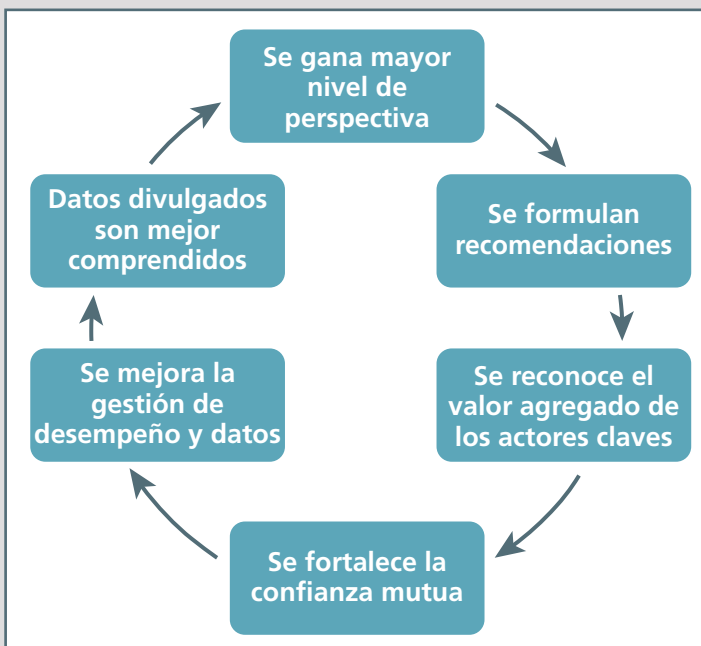 Se gana mayor
nivel de
perspectiva
Se formulan
recomendaciones
Se reconoce el
valor agregado de
los actores claves
Se fortalece la
confianza mutua
Se mejora la
gestión de
desempeño y datos
Datos divulgados
son mejor
comprendidos